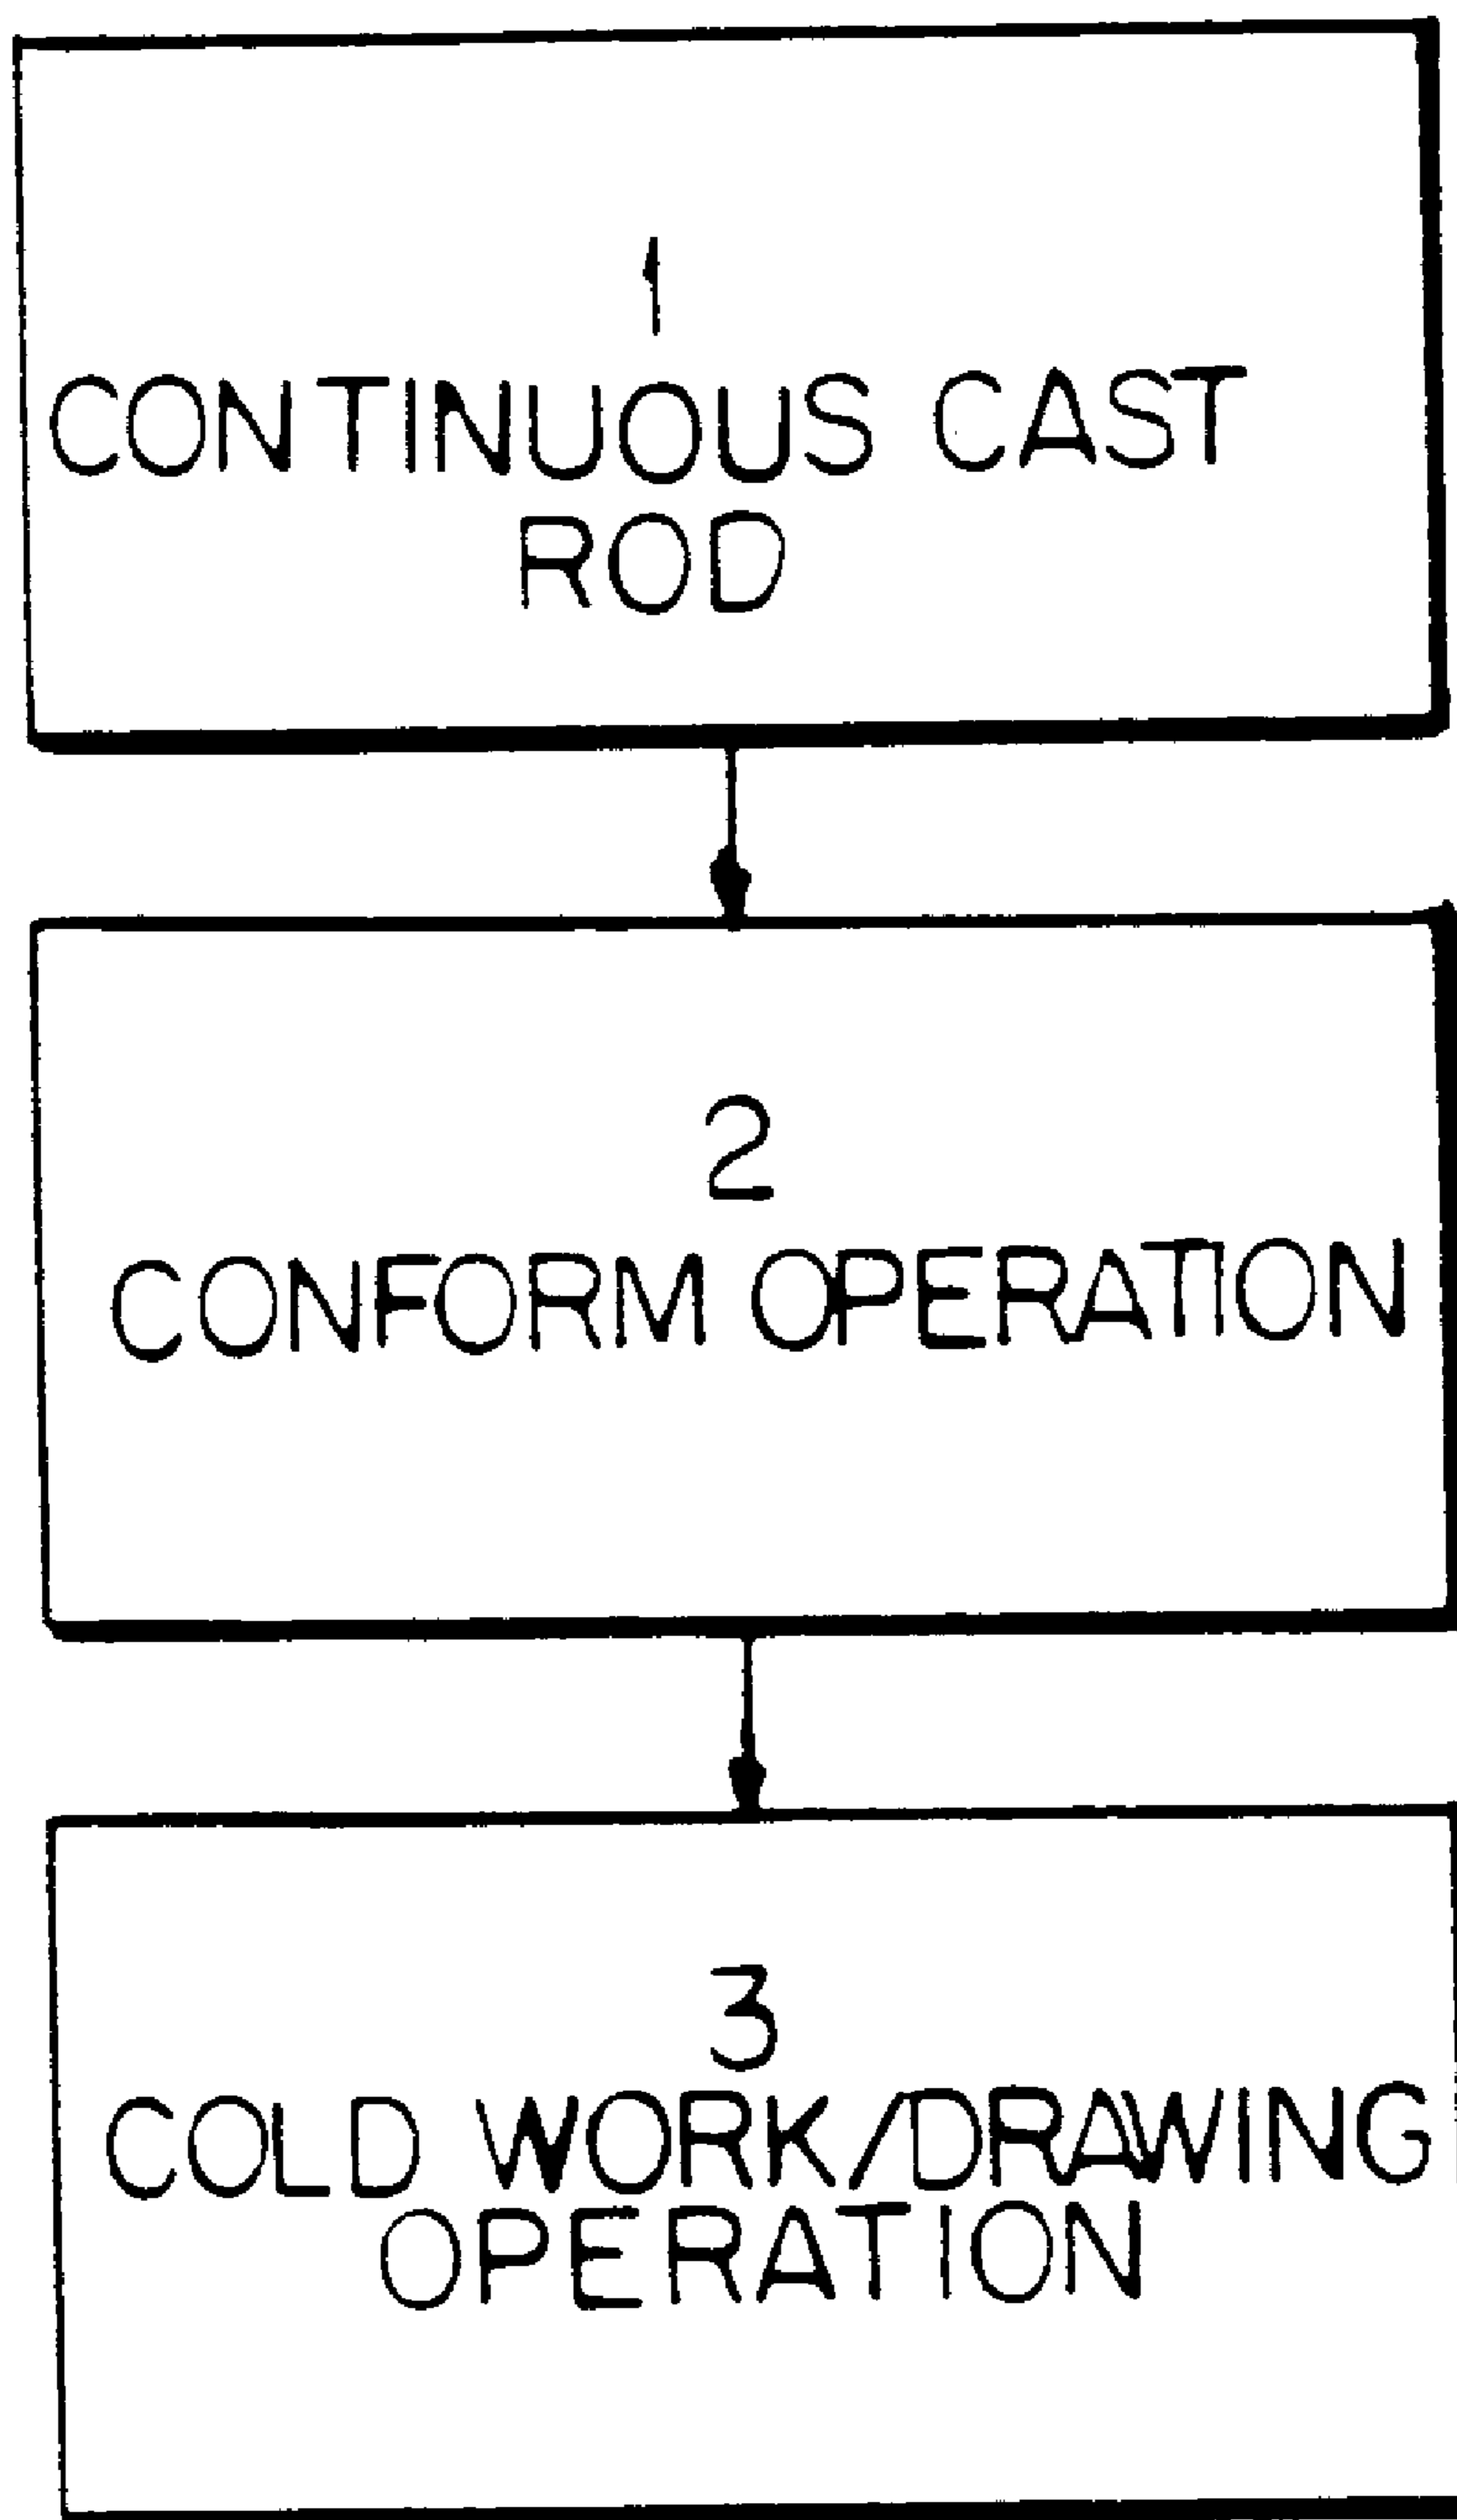 1
CONTINUOUS CAST
ROD
2
CONFORM OPERATION
3
COLD WORK/DRAWING
OPERATION